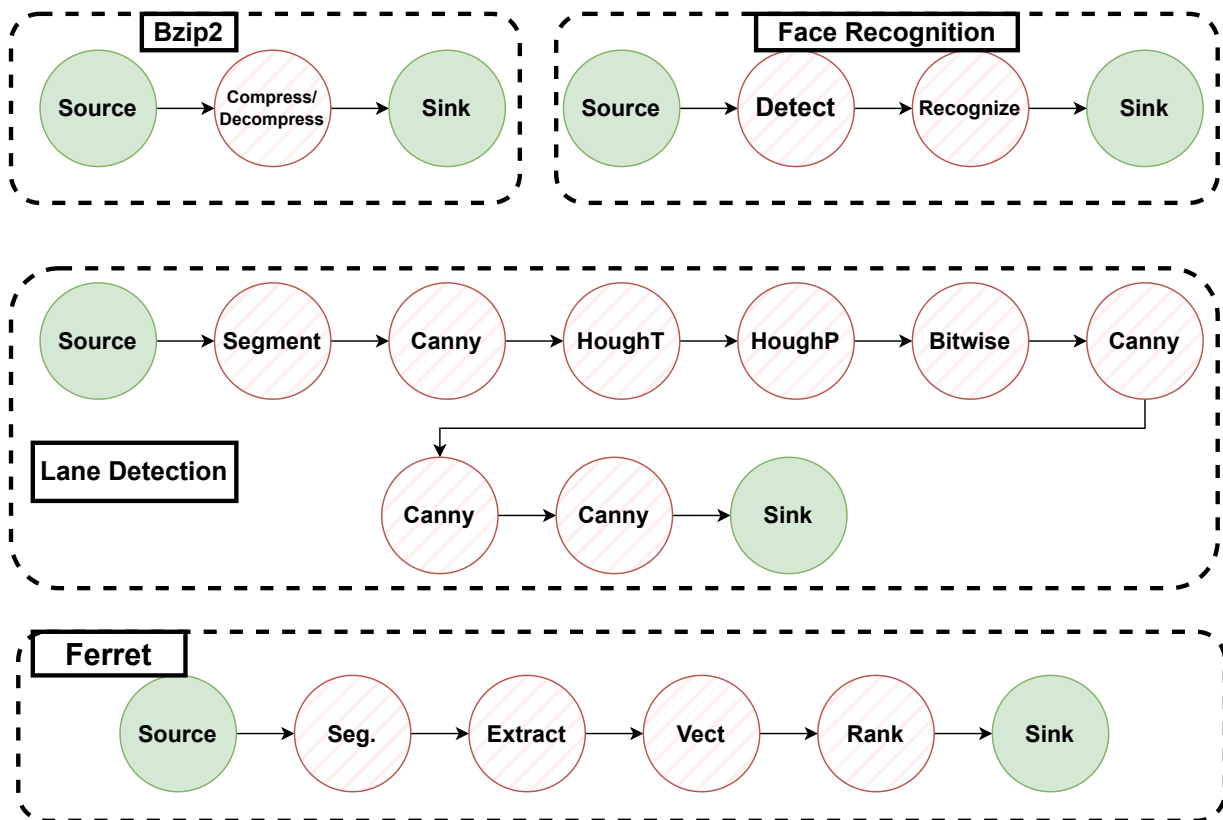 Bzip2
Source
Compress/
Decompress
Sink
Face Recognition
Source
Detect
Recognize
Sink
Source
Segment
Canny
HoughT
HoughP
Bitwise
Canny
Lane Detection
Canny
Canny
Sink
Ferret
Source
Seg.
Extract
Vect
Rank
Sink